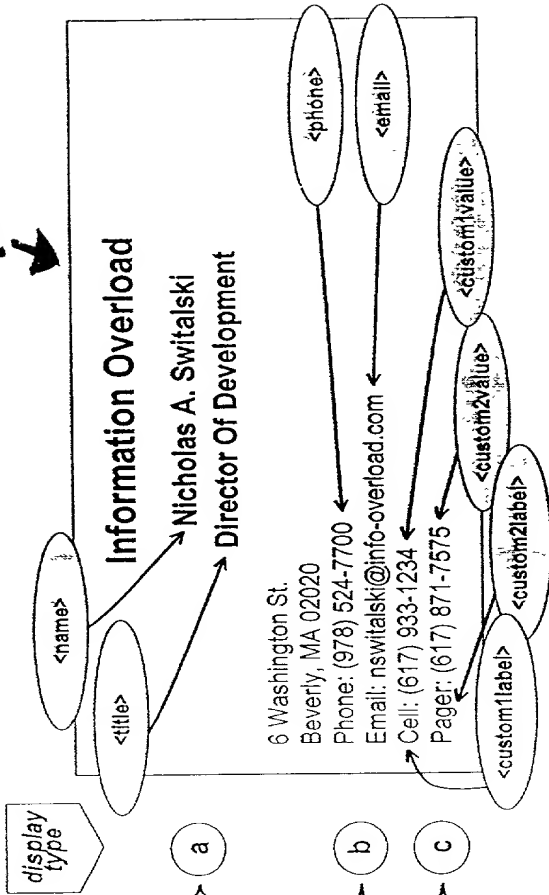 display
type
<name>
<title>
Information Overload
Nicholas A. Switalski
Director Of Development
a
6 Washington St.
Beverly, MA 02020
Phone: (978) 524-7700
<phone>
Email: nswitalski@info-overload.com
<email>
b
Cell: (617) 933-1234
Pager: (617) 871-7575
c
<custom1label>
<custom2label>
<custom2value>
<custom1value>